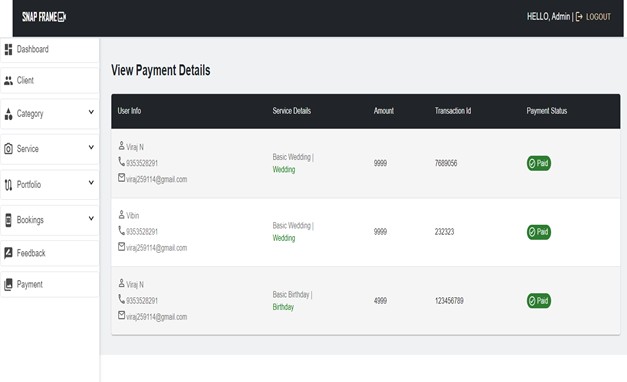 SNAP FRAME
HELLO, Admin | LOGOUT
Dashboard
Client
Category
Service
Portfolio
Bookings
Feedback
Payment
View Payment Details
User Info Service Details Amount Transaction Id Payment Status
Viraj N
9353528291
viraj259114@gmail.com
Basic Wedding |
Wedding
9999
7689056
Paid
Vibin
9353528291
viraj259114@gmail.com
Basic Wedding |
Wedding
9999
232323
Paid
Viraj N
9353528291
viraj259114@gmail.com
Basic Birthday |
Birthday
4999
123456789
Paid